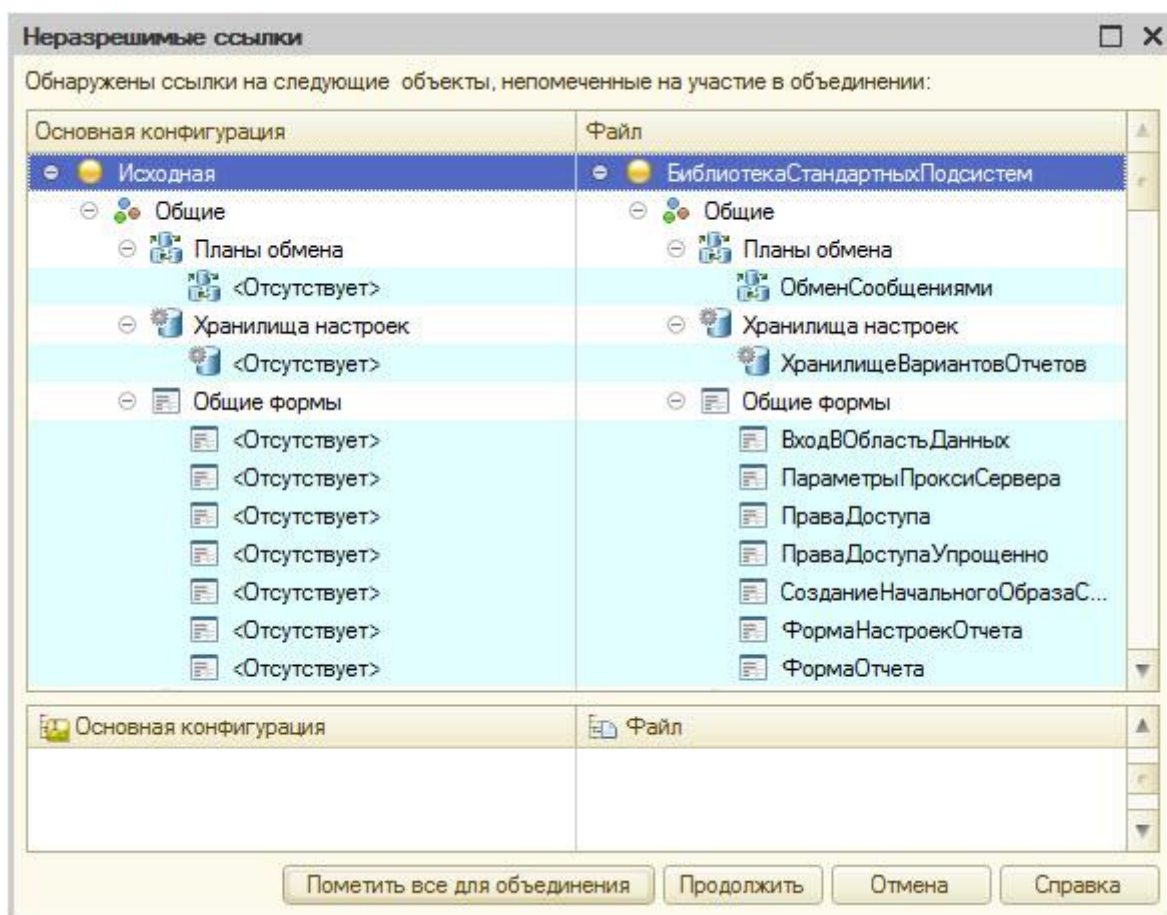 Неразрешимые ссылки
Обнаружены ссылки на следующие объекты, непомеченные на участие в объединении:
Основная конфигурация Файл
Исходная БиблиотекаСтандартныхПодсистем
Общие Общие
Планы обмена Планы обмена
<Отсутствует> ОбменСообщениями
Хранилища настроек Хранилища настроек
<Отсутствует> ХранилищеВариантовОтчетов
Общие формы Общие формы
<Отсутствует> ВходВОбластьДанных
<Отсутствует> ПараметрыПроксиСервера
<Отсутствует> ПраваДоступа
<Отсутствует> ПраваДоступаУпрощенно
<Отсутствует> СозданиеНачальногоОбразаС...
<Отсутствует> ФормаНастроекОтчета
<Отсутствует> ФормаОтчета
Основная конфигурация Файл
Пометить все для объединения Продолжить Отмена Справка